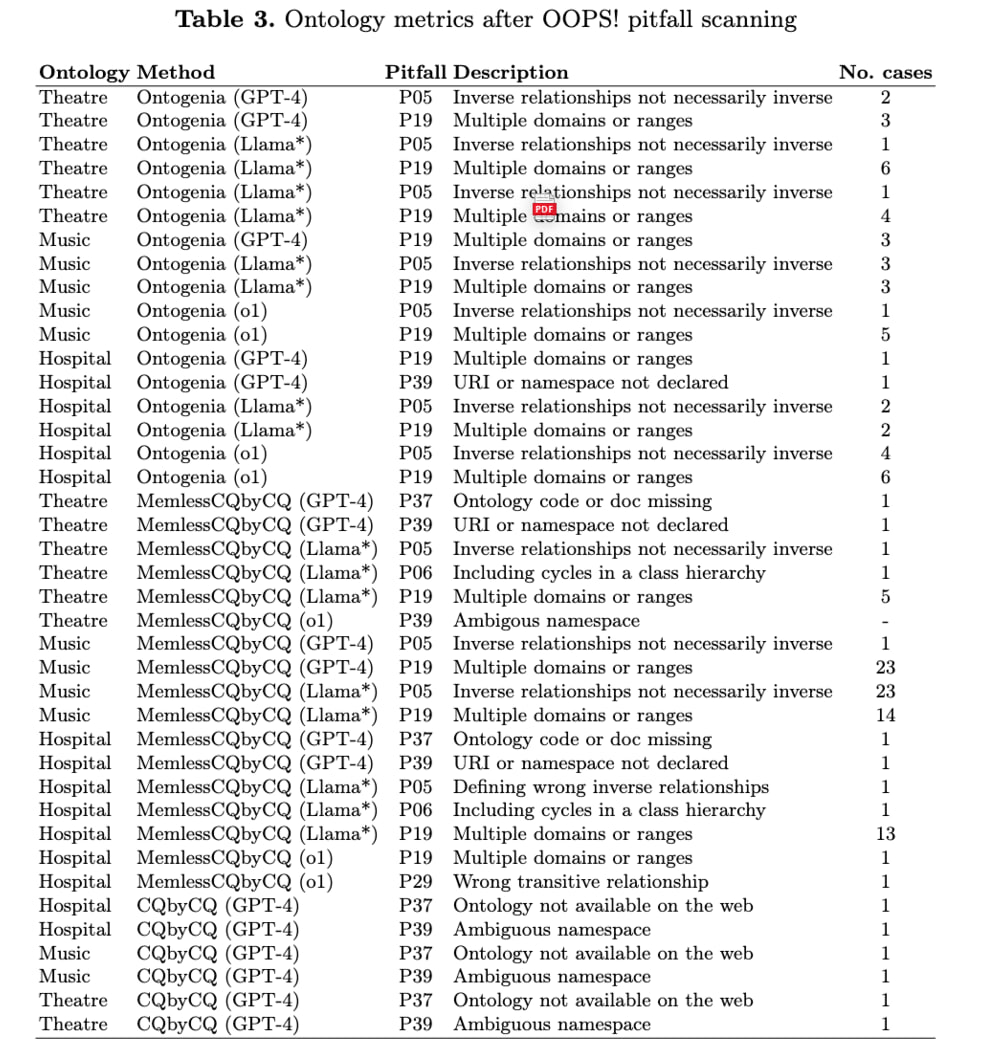 Table 3. Ontology metrics after OOPS! pitfall scanning
Ontology Method Pitfall Description No. cases
Theatre Ontogenia (GPT-4) P05 Inverse relationships not necessarily inverse 2
Theatre Ontogenia (GPT-4) P19 Multiple domains or ranges 3
Theatre Ontogenia (Llama*) P05 Inverse relationships not necessarily inverse 1
Theatre Ontogenia (Llama*) P19 Multiple domains or ranges 6
Theatre Ontogenia (Llama*) P05 Inverse relationships not necessarily inverse 1
PDF
Theatre Ontogenia (Llama*) P19 Multiple domains or ranges 4
Music Ontogenia (GPT-4) P19 Multiple domains or ranges 3
Music Ontogenia (Llama*) P05 Inverse relationships not necessarily inverse 3
Music Ontogenia (Llama*) P19 Multiple domains or ranges 3
Music Ontogenia (o1) P05 Inverse relationships not necessarily inverse 1
Music Ontogenia (o1) P19 Multiple domains or ranges 5
Hospital Ontogenia (GPT-4) P19 Multiple domains or ranges 1
Hospital Ontogenia (GPT-4) P39 URI or namespace not declared 1
Hospital Ontogenia (Llama*) P05 Inverse relationships not necessarily inverse 2
Hospital Ontogenia (Llama*) P19 Multiple domains or ranges 2
Hospital Ontogenia (o1) P05 Inverse relationships not necessarily inverse 4
Hospital Ontogenia (o1) P19 Multiple domains or ranges 6
Theatre MemlessCQbyCQ (GPT-4) P37 Ontology code or doc missing 1
Theatre MemlessCQbyCQ (GPT-4) P39 URI or namespace not declared 1
Theatre MemlessCQbyCQ (Llama*) P05 Inverse relationships not necessarily inverse 1
Theatre MemlessCQbyCQ (Llama*) P06 Including cycles in a class hierarchy 1
Theatre MemlessCQbyCQ (Llama*) P19 Multiple domains or ranges 5
Theatre MemlessCQbyCQ (o1) P39 Ambigous namespace -
Music MemlessCQbyCQ (GPT-4) P05 Inverse relationships not necessarily inverse 1
Music MemlessCQbyCQ (GPT-4) P19 Multiple domains or ranges 23
Music MemlessCQbyCQ (Llama*) P05 Inverse relationships not necessarily inverse 23
Music MemlessCQbyCQ (Llama*) P19 Multiple domains or ranges 14
Hospital MemlessCQbyCQ (GPT-4) P37 Ontology code or doc missing 1
Hospital MemlessCQbyCQ (GPT-4) P39 URI or namespace not declared 1
Hospital MemlessCQbyCQ (Llama*) P05 Defining wrong inverse relationships 1
Hospital MemlessCQbyCQ (Llama*) P06 Including cycles in a class hierarchy 1
Hospital MemlessCQbyCQ (Llama*) P19 Multiple domains or ranges 13
Hospital MemlessCQbyCQ (o1) P19 Multiple domains or ranges 1
Hospital MemlessCQbyCQ (o1) P29 Wrong transitive relationship 1
Hospital CQbyCQ (GPT-4) P37 Ontology not available on the web 1
Hospital CQbyCQ (GPT-4) P39 Ambiguous namespace 1
Music CQbyCQ (GPT-4) P37 Ontology not available on the web 1
Music CQbyCQ (GPT-4) P39 Ambiguous namespace 1
Theatre CQbyCQ (GPT-4) P37 Ontology not available on the web 1
Theatre CQbyCQ (GPT-4) P39 Ambiguous namespace 1